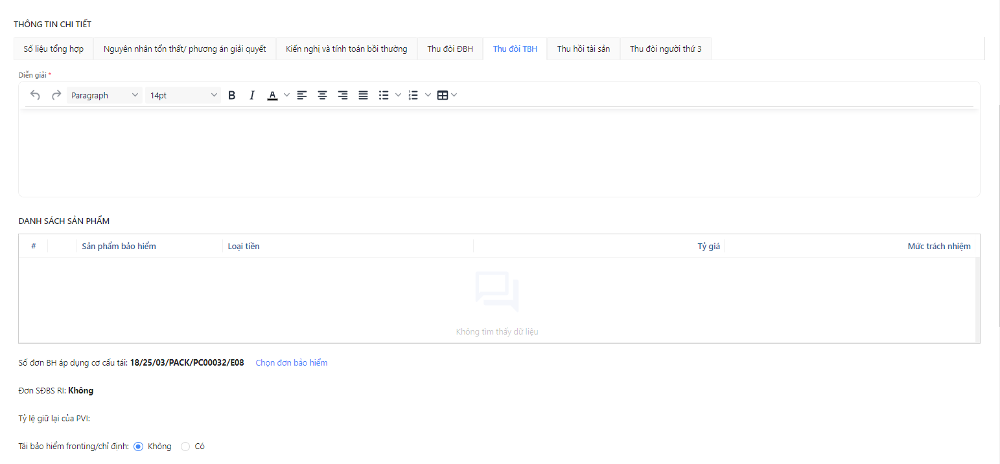 THÔNG TIN CHI TIẾT
Số liệu tổng hợp Nguyên nhân tổn thất/ phương án giải quyết Kiến nghị và tính toán bồi thường Thu đòi ĐBH Thu đòi TBH Thu hồi tài sản Thu đòi người thứ 3
Diễn giải *
Paragraph 14pt B I A
DANH SÁCH SẢN PHẨM
# Sản phẩm bảo hiểm Loại tiền Tỷ giá Mức trách nhiệm
Không tìm thấy dữ liệu
Số đơn BH áp dụng cơ cấu tái: 18/25/03/PACK/PC00032/E08 Chọn đơn bảo hiểm
Đơn SĐBS RI: Không
Tỷ lệ giữ lại của PVI:
Tái bảo hiểm fronting/chỉ định: Không Có